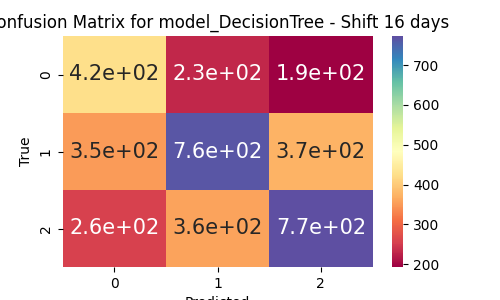 onfusion Matrix for model_DecisionTree - Shift 16 days
0 4.2e+02 2.3e+02 1.9e+02
1 3.5e+02 7.6e+02 3.7e+02
2 2.6e+02 3.6e+02 7.7e+02
True
0 1 2
Predicted
700
600
500
400
300
200